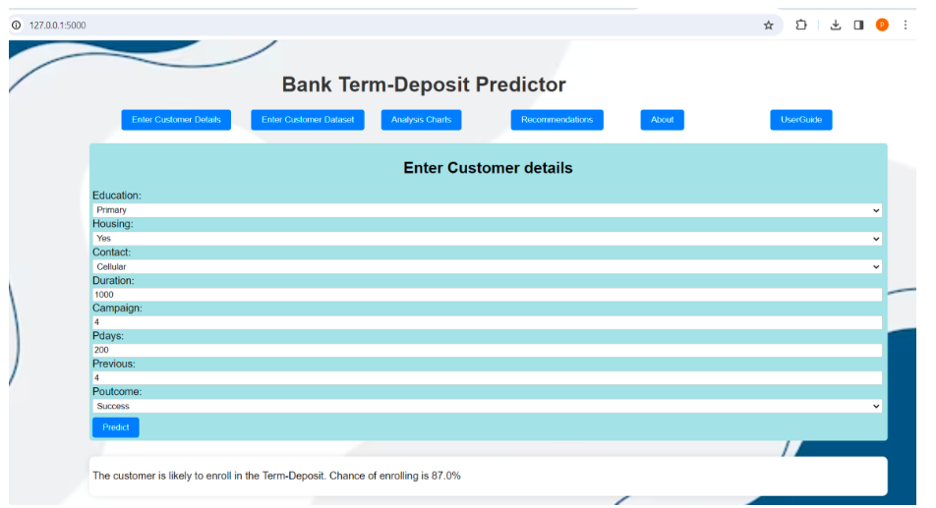 127.0.0.1:5000
Bank Term-Deposit Predictor
Enter Customer Details Enter Customer Dataset Analysis Charts Recommendations About UserGuide
Enter Customer details
Education:
Primary
Housing:
Yes
Contact:
Cellular
Duration:
1000
Campaign:
4
Pdays:
200
Previous:
4
Poutcome:
Success
Predict
The customer is likely to enroll in the Term-Deposit. Chance of enrolling is 87.0%